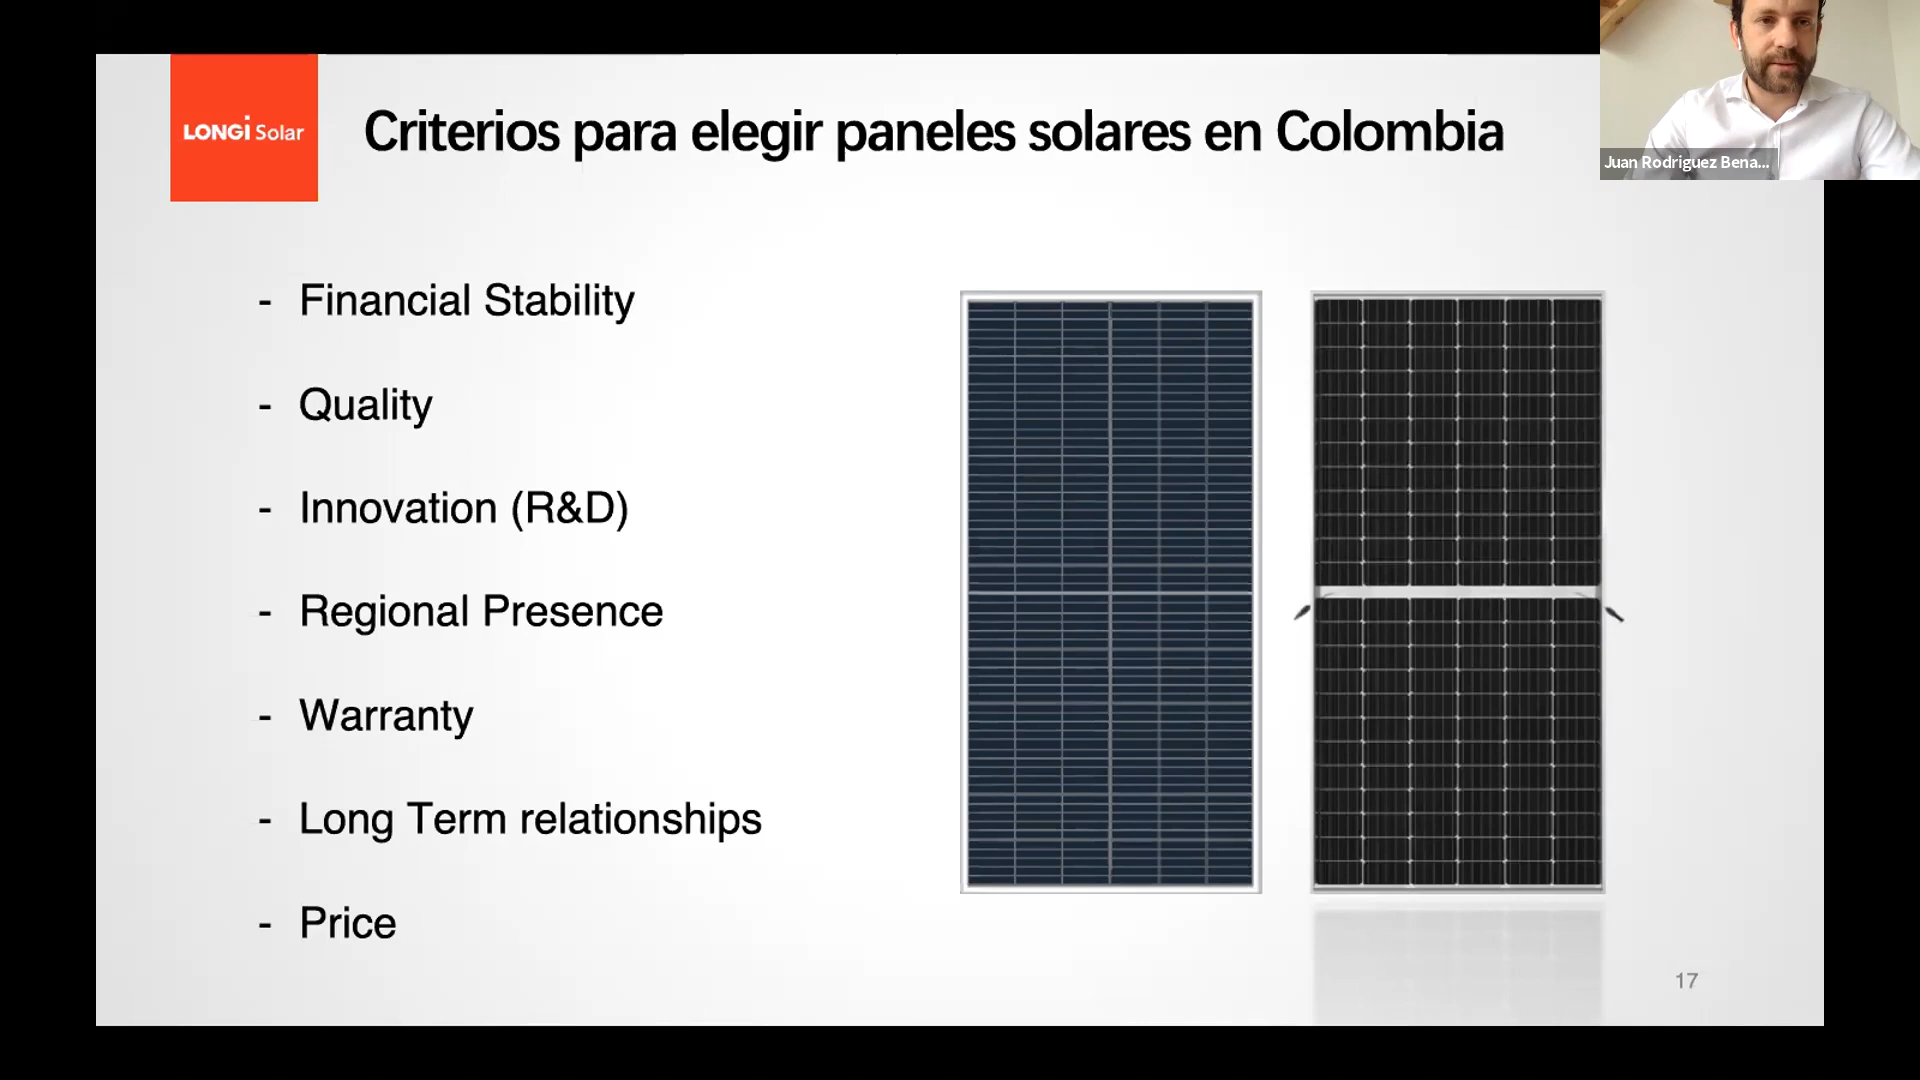 LONGi Solar
Criterios para elegir paneles solares en Colombia
Juan Rodriguez Bena...
- Financial Stability
- Quality
- Innovation (R&D)
- Regional Presence
- Warranty
- Long Term relationships
- Price
17